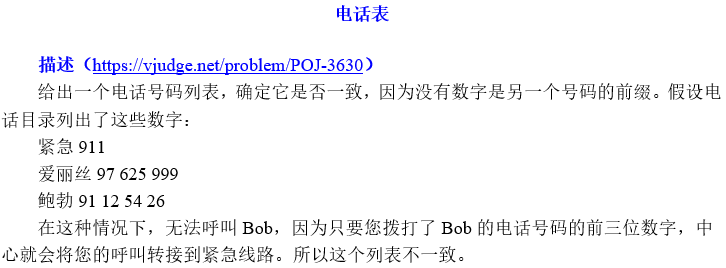 电话表
描述（https://vjudge.net/problem/POJ-3630）
给出一个电话号码列表，确定它是否一致，因为没有数字是另一个号码的前缀。假设电
话目录列出了这些数字：
紧急 911
爱丽丝 97 625 999
鲍勃 91 12 54 26
在这种情况下，无法呼叫 Bob，因为只要您拨打了 Bob 的电话号码的前三位数字，中
心就会将您的呼叫转接到紧急线路。所以这个列表不一致。